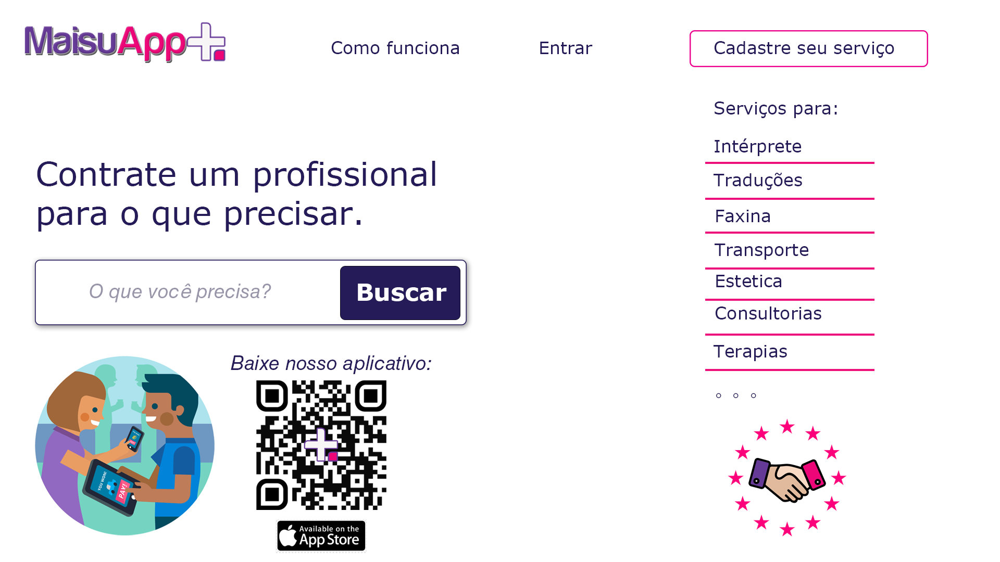 MaisuApp
Como funciona
Entrar
Cadastre seu serviço
Serviços para:
Intérprete
Traduções
Faxina
Transporte
Estetica
Consultorias
Terapias
Contrate um profissional
para o que precisar.
O que você precisa?
Buscar
Baixe nosso aplicativo:
YOU WON!
PAY!
Available on the
App Store